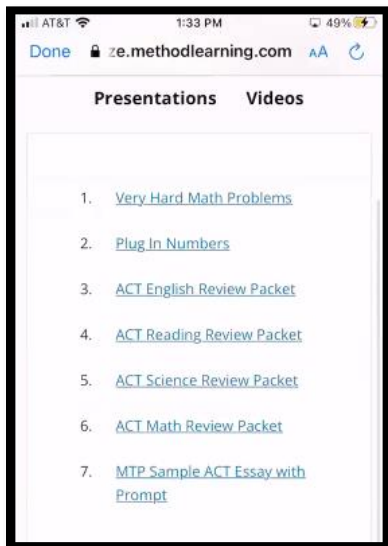 AT&T 1:33 PM 49%
Done ze.methodlearning.com AA
Presentations Videos
1. Very Hard Math Problems
2. Plug In Numbers
3. ACT English Review Packet
4. ACT Reading Review Packet
5. ACT Science Review Packet
6. ACT Math Review Packet
7. MTP Sample ACT Essay with
Prompt